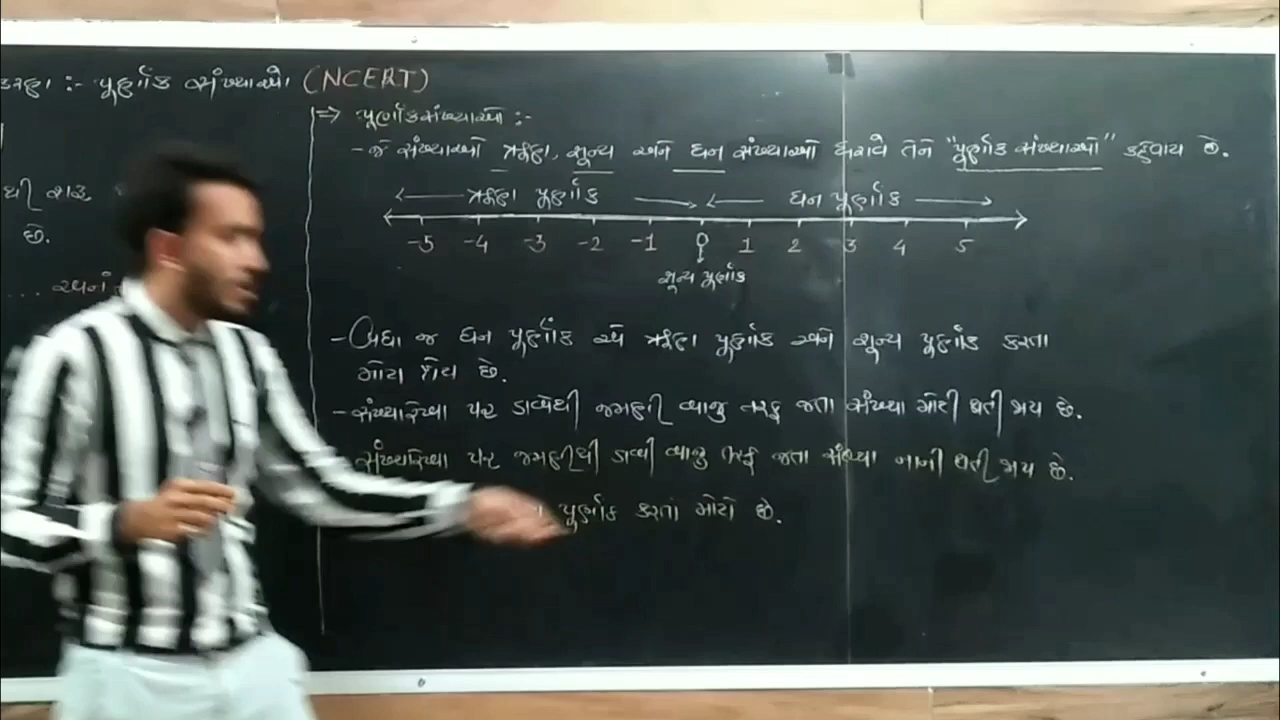 પૂર્ણાંક સંખ્યાઓ (NCERT)
છે.
⇒ પૂર્ણાંક સંખ્યાઓ :-
- જે સંખ્યાઓ ઋણ, શૂન્ય અને ધન સંખ્યાઓ ધરાવે તેને "પૂર્ણાંક સંખ્યાઓ" કહેવાય છે.
ઋણ પૂર્ણાંક ધન પૂર્ણાંક
-5 -4 -3 -2 -1 0 1 2 3 4 5
શૂન્ય પૂર્ણાંક
- બધા જ ધન પૂર્ણાંક એ ઋણ પૂર્ણાંક અને શૂન્ય પૂર્ણાંક કરતા
મોટા હોય છે.
- સંખ્યારેખા પર ડાબેથી જમણી બાજુ તરફ જતા સંખ્યા મોટી થતી જાય છે.
સંખ્યારેખા પર જમણીથી ડાબી બાજુ તરફ જતા સંખ્યા નાની થતી જાય છે.
પૂર્ણાંક કરતાં મોટો છે.